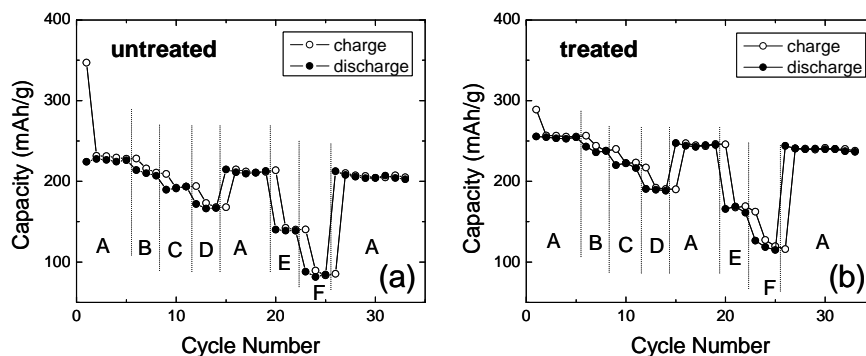 untreated
charge
discharge
400
300
200
100
Capacity (mAh/g)
A B C D A E F A
(a)
0 10 20 30
Cycle Number
treated
charge
discharge
400
300
200
100
Capacity (mAh/g)
A B C D A E F A
(b)
0 10 20 30
Cycle Number